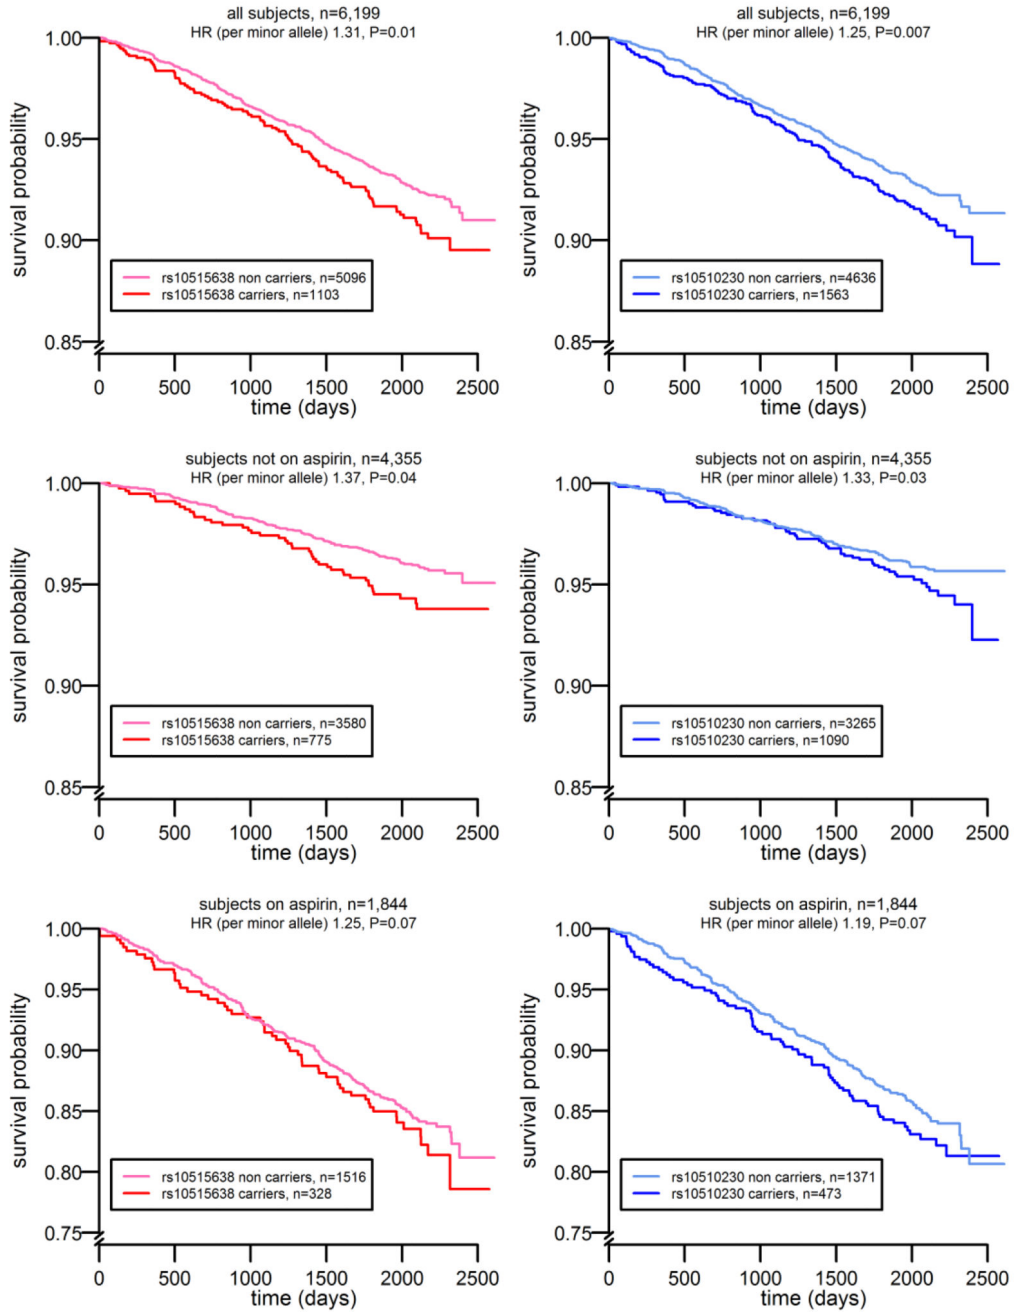 all subjects, n=6,199
HR (per minor allele) 1.31, P=0.01
1.00
0.95
0.90
0.85
survival probability
rs10515638 non carriers, n=5096
rs10515638 carriers, n=1103
0 500 1000 1500 2000 2500
time (days)
all subjects, n=6,199
HR (per minor allele) 1.25, P=0.007
1.00
0.95
0.90
0.85
survival probability
rs10510230 non carriers, n=4636
rs10510230 carriers, n=1563
0 500 1000 1500 2000 2500
time (days)
subjects not on aspirin, n=4,355
HR (per minor allele) 1.37, P=0.04
1.00
0.95
0.90
0.85
survival probability
rs10515638 non carriers, n=3580
rs10515638 carriers, n=775
0 500 1000 1500 2000 2500
time (days)
subjects not on aspirin, n=4,355
HR (per minor allele) 1.33, P=0.03
1.00
0.95
0.90
0.85
survival probability
rs10510230 non carriers, n=3265
rs10510230 carriers, n=1090
0 500 1000 1500 2000 2500
time (days)
subjects on aspirin, n=1,844
HR (per minor allele) 1.25, P=0.07
1.00
0.95
0.90
0.85
0.80
0.75
survival probability
rs10515638 non carriers, n=1516
rs10515638 carriers, n=328
0 500 1000 1500 2000 2500
time (days)
subjects on aspirin, n=1,844
HR (per minor allele) 1.19, P=0.07
1.00
0.95
0.90
0.85
0.80
0.75
survival probability
rs10510230 non carriers, n=1371
rs10510230 carriers, n=473
0 500 1000 1500 2000 2500
time (days)